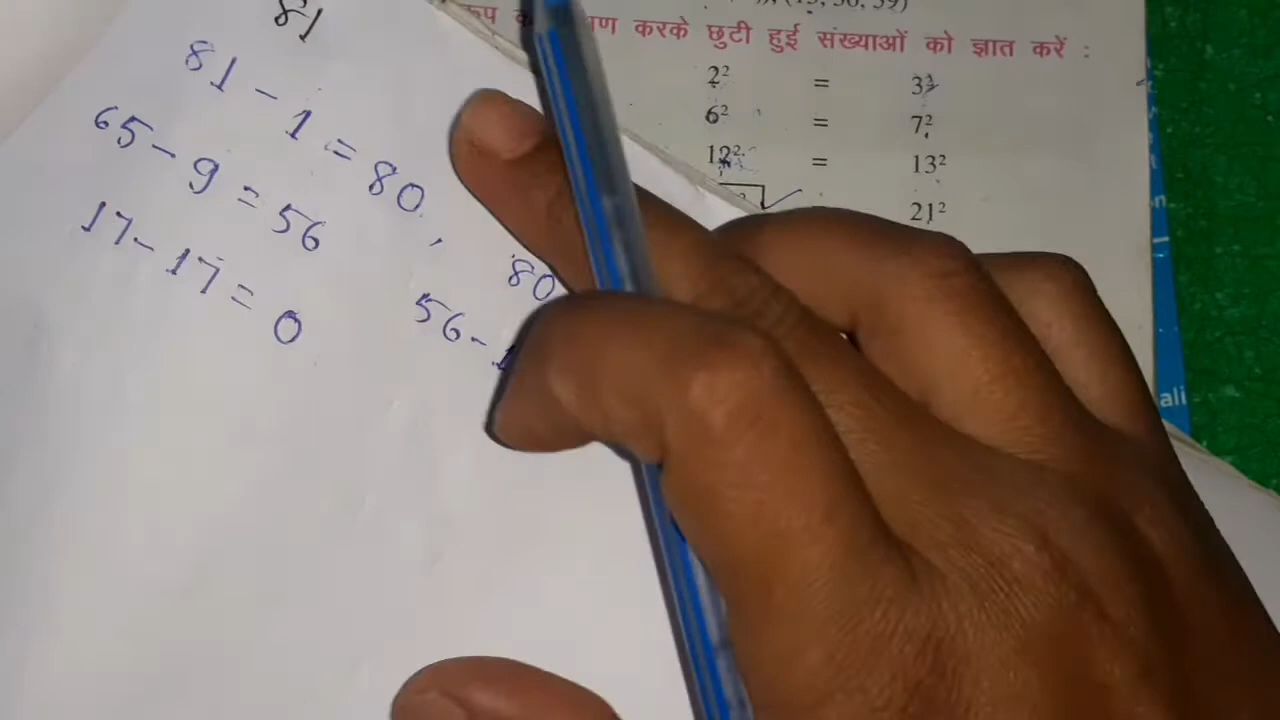 81
81 - 1 = 80,
65 - 9 = 56
17 - 17 = 0
80
56 -
करके छुटी हुई संख्याओं को ज्ञात करें :
2² = 3²
6² = 7²
12² = 13²
21²
ali